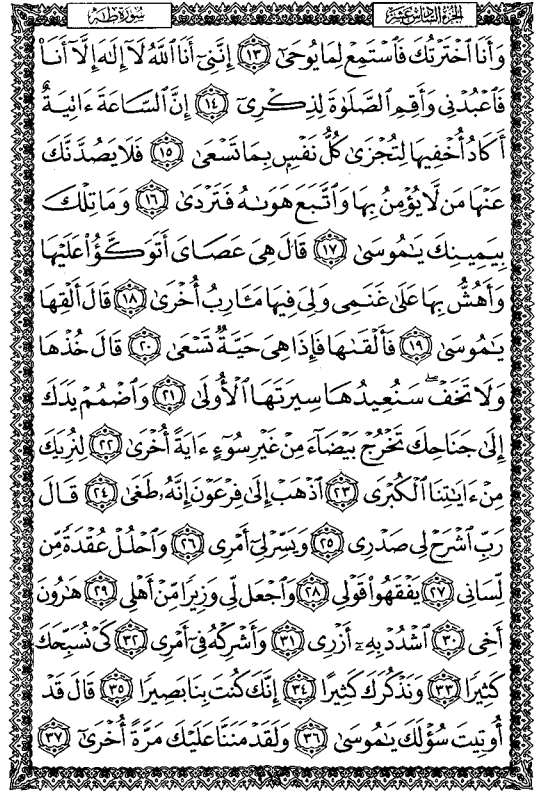 سورة طه
الجزء السادس عشر
وَأَنَا ٱخۡتَرۡتُكَ فَٱسۡتَمِعۡ لِمَا يُوحَىٰٓ ١٣ إِنَّنِيٓ أَنَا ٱللَّهُ لَآ إِلَٰهَ إِلَّآ أَنَا۠
فَٱعۡبُدۡنِي وَأَقِمِ ٱلصَّلَوٰةَ لِذِكۡرِيٓ ١٤ إِنَّ ٱلسَّاعَةَ ءَاتِيَةٌ
أَكَادُ أُخۡفِيهَا لِتُجۡزَىٰ كُلُّ نَفۡسِۭ بِمَا تَسۡعَىٰ ١٥ فَلَا يَصُدَّنَّكَ
عَنۡهَا مَن لَّا يُؤۡمِنُ بِهَا وَٱتَّبَعَ هَوَىٰهُ فَتَرۡدَىٰ ١٦ وَمَا تِلۡكَ
بِيَمِينِكَ يَٰمُوسَىٰ ١٧ قَالَ هِيَ عَصَايَ أَتَوَكَّؤُاْ عَلَيۡهَا
وَأَهُشُّ بِهَا عَلَىٰ غَنَمِي وَلِيَ فِيهَا مَـَٔارِبُ أُخۡرَىٰ ١٨ قَالَ أَلۡقِهَا
يَٰمُوسَىٰ ١٩ فَأَلۡقَىٰهَا فَإِذَا هِيَ حَيَّةٞ تَسۡعَىٰ ٢٠ قَالَ خُذۡهَا
وَلَا تَخَفۡۖ سَنُعِيدُهَا سِيرَتَهَا ٱلۡأُولَىٰ ٢١ وَٱضۡمُمۡ يَدَكَ
إِلَىٰ جَنَاحِكَ تَخۡرُجۡ بَيۡضَآءَ مِنۡ غَيۡرِ سُوٓءٍ ءَايَةً أُخۡرَىٰ ٢٢ لِنُرِيَكَ
مِنۡ ءَايَٰتِنَا ٱلۡكُبۡرَى ٢٣ ٱذۡهَبۡ إِلَىٰ فِرۡعَوۡنَ إِنَّهُۥ طَغَىٰ ٢٤ قَالَ
رَبِّ ٱشۡرَحۡ لِي صَدۡرِي ٢٥ وَيَسِّرۡ لِيٓ أَمۡرِي ٢٦ وَٱحۡلُلۡ عُقۡدَةٗ مِّن
لِّسَانِي ٢٧ يَفۡقَهُواْ قَوۡلِي ٢٨ وَٱجۡعَل لِّي وَزِيرٗا مِّنۡ أَهۡلِي ٢٩ هَٰرُونَ
أَخِي ٣٠ ٱشۡدُدۡ بِهِۦٓ أَزۡرِي ٣١ وَأَشۡرِكۡهُ فِيٓ أَمۡرِي ٣٢ كَيۡ نُسَبِّحَكَ
كَثِيرٗا ٣٣ وَنَذۡكُرَكَ كَثِيرًا ٣٤ إِنَّكَ كُنتَ بِنَا بَصِيرٗا ٣٥ قَالَ قَدۡ
أُوتِيتَ سُؤۡلَكَ يَٰمُوسَىٰ ٣٦ وَلَقَدۡ مَنَنَّا عَلَيۡكَ مَرَّةً أُخۡرَىٰٓ ٣٧